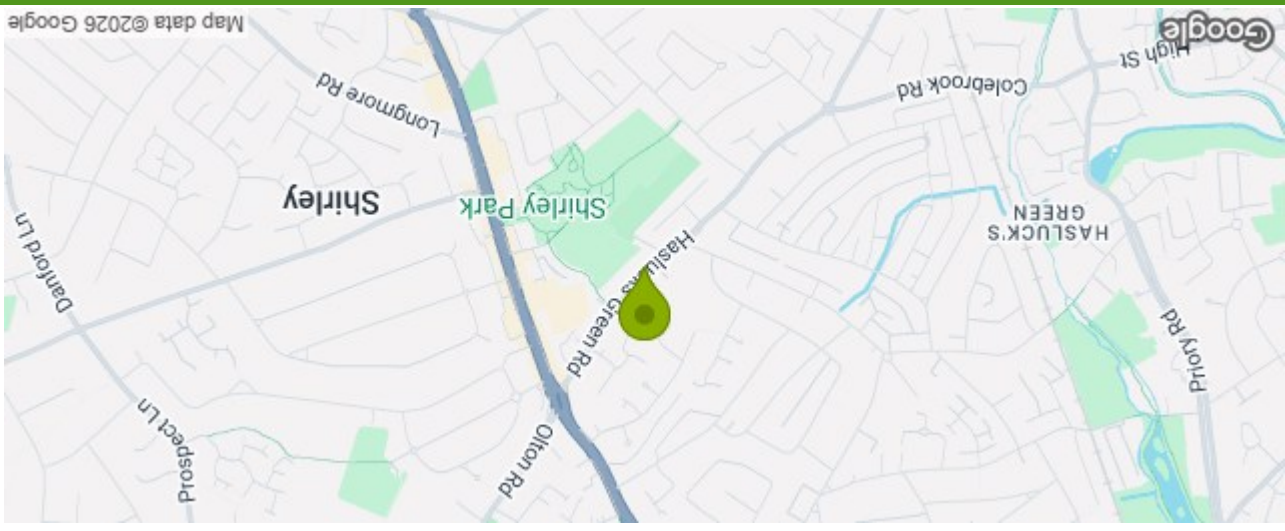 Map data ©2026 Google
Google
High St
Colebrook Rd
Longmore Rd
Shirley
Shirley Park
HASLUCK'S
GREEN
Haslucks Green Rd
Danford Ln
Priory Rd
Prospect Ln
Olton Rd